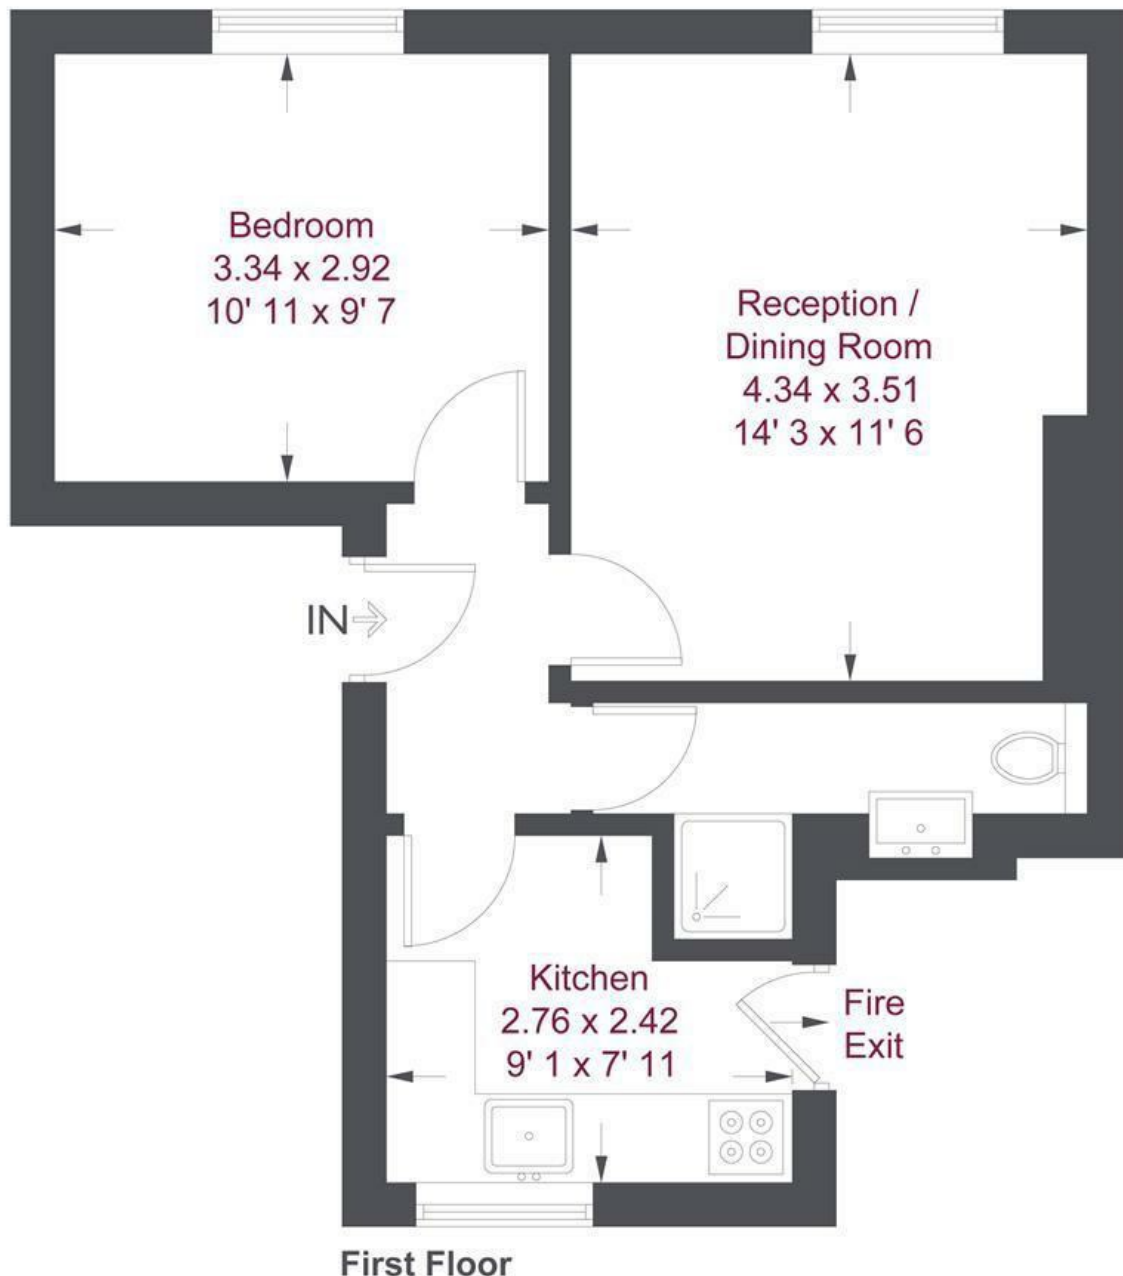 Bedroom
3.34 x 2.92
10' 11 x 9' 7
Reception /
Dining Room
4.34 x 3.51
14' 3 x 11' 6
IN
Kitchen
2.76 x 2.42
9' 1 x 7' 11
Fire
Exit
First Floor